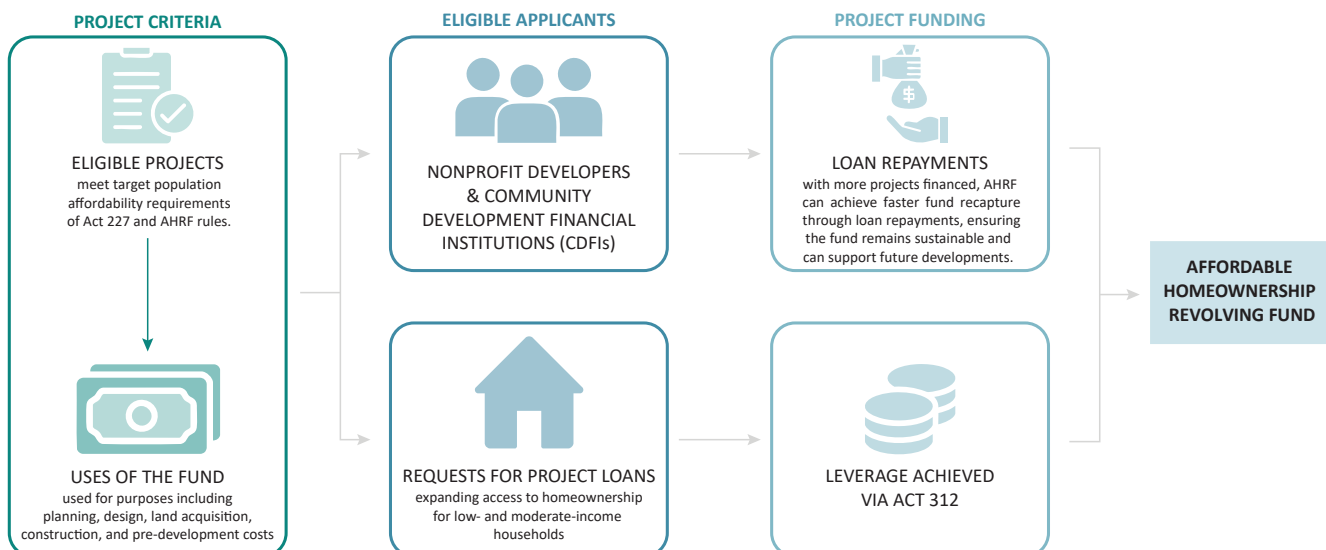 PROJECT CRITERIA
ELIGIBLE PROJECTS
meet target population
affordability requirements
of Act 227 and AHRF rules.
USES OF THE FUND
used for purposes including
planning, design, land acquisition,
construction, and pre-development costs
ELIGIBLE APPLICANTS
NONPROFIT DEVELOPERS
& COMMUNITY
DEVELOPMENT FINANCIAL
INSTITUTIONS (CDFIs)
REQUESTS FOR PROJECT LOANS
expanding access to homeownership
for low- and moderate-income
households
PROJECT FUNDING
$
LOAN REPAYMENTS
with more projects financed, AHRF
can achieve faster fund recapture
through loan repayments, ensuring
the fund remains sustainable and
can support future developments.
LEVERAGE ACHIEVED
VIA ACT 312
AFFORDABLE
HOMEOWNERSHIP
REVOLVING FUND